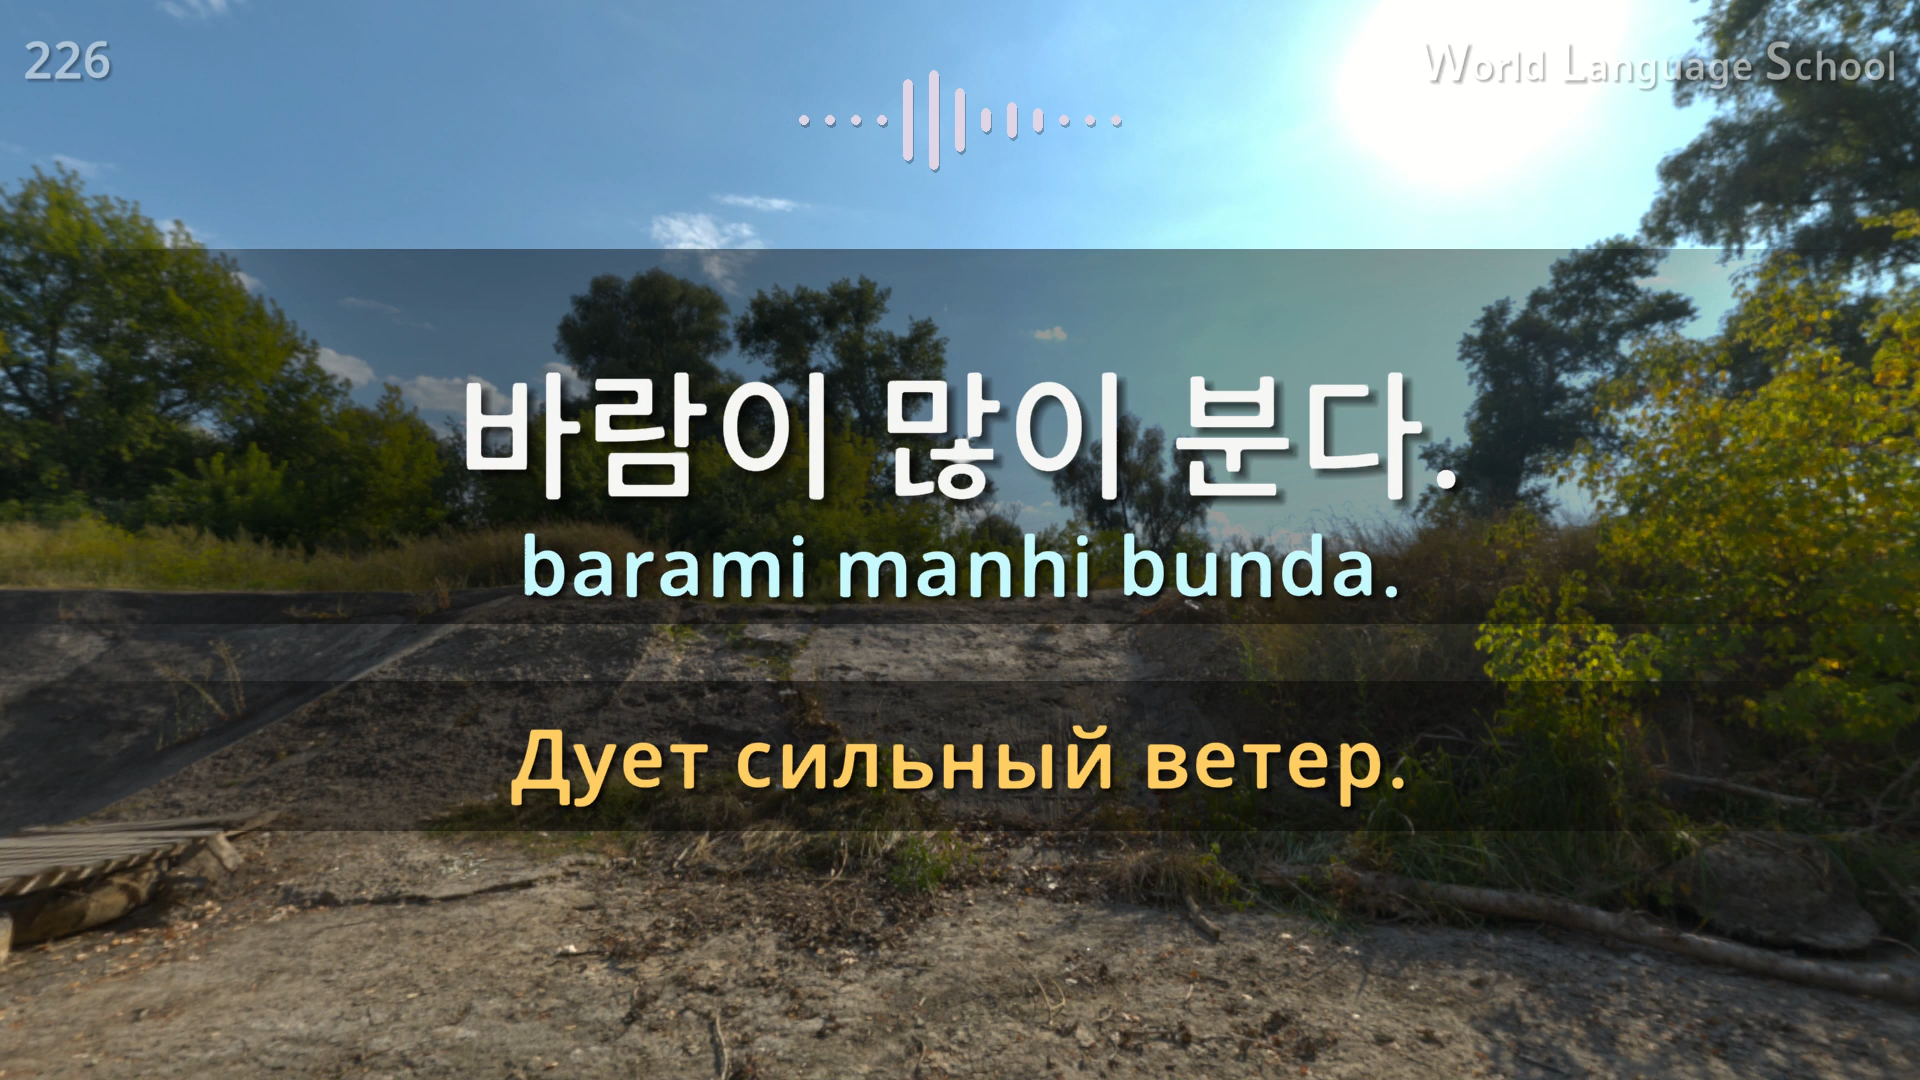 226
World Language School
바람이 많이 분다.
barami manhi bunda.
Дует сильный ветер.